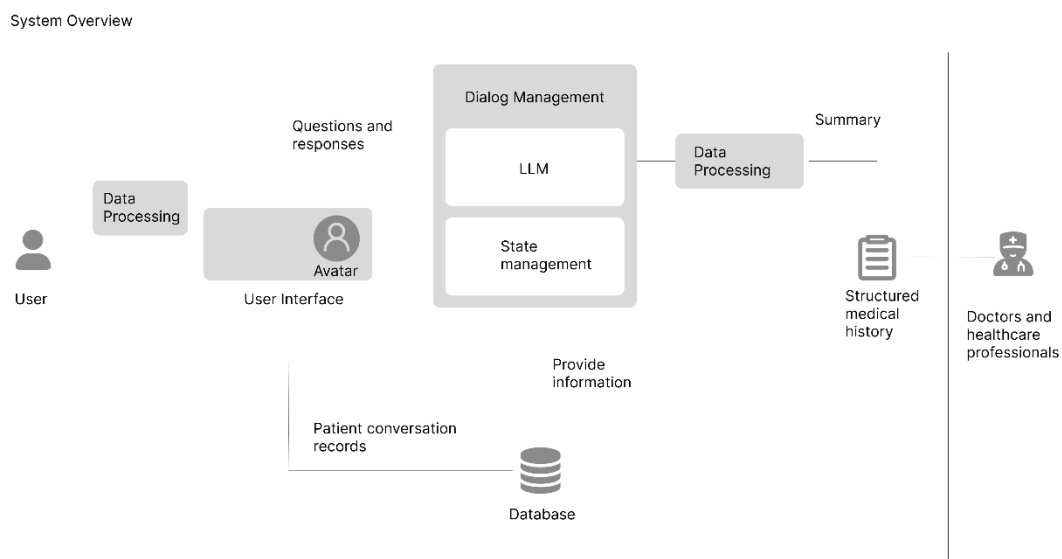 System Overview
Dialog Management
Questions and
responses
LLM
Summary
Data
Processing
Data
Processing
State
management
Avatar
User
User Interface
Structured
medical
history
Doctors and
healthcare
professionals
Provide
information
Patient conversation
records
Database